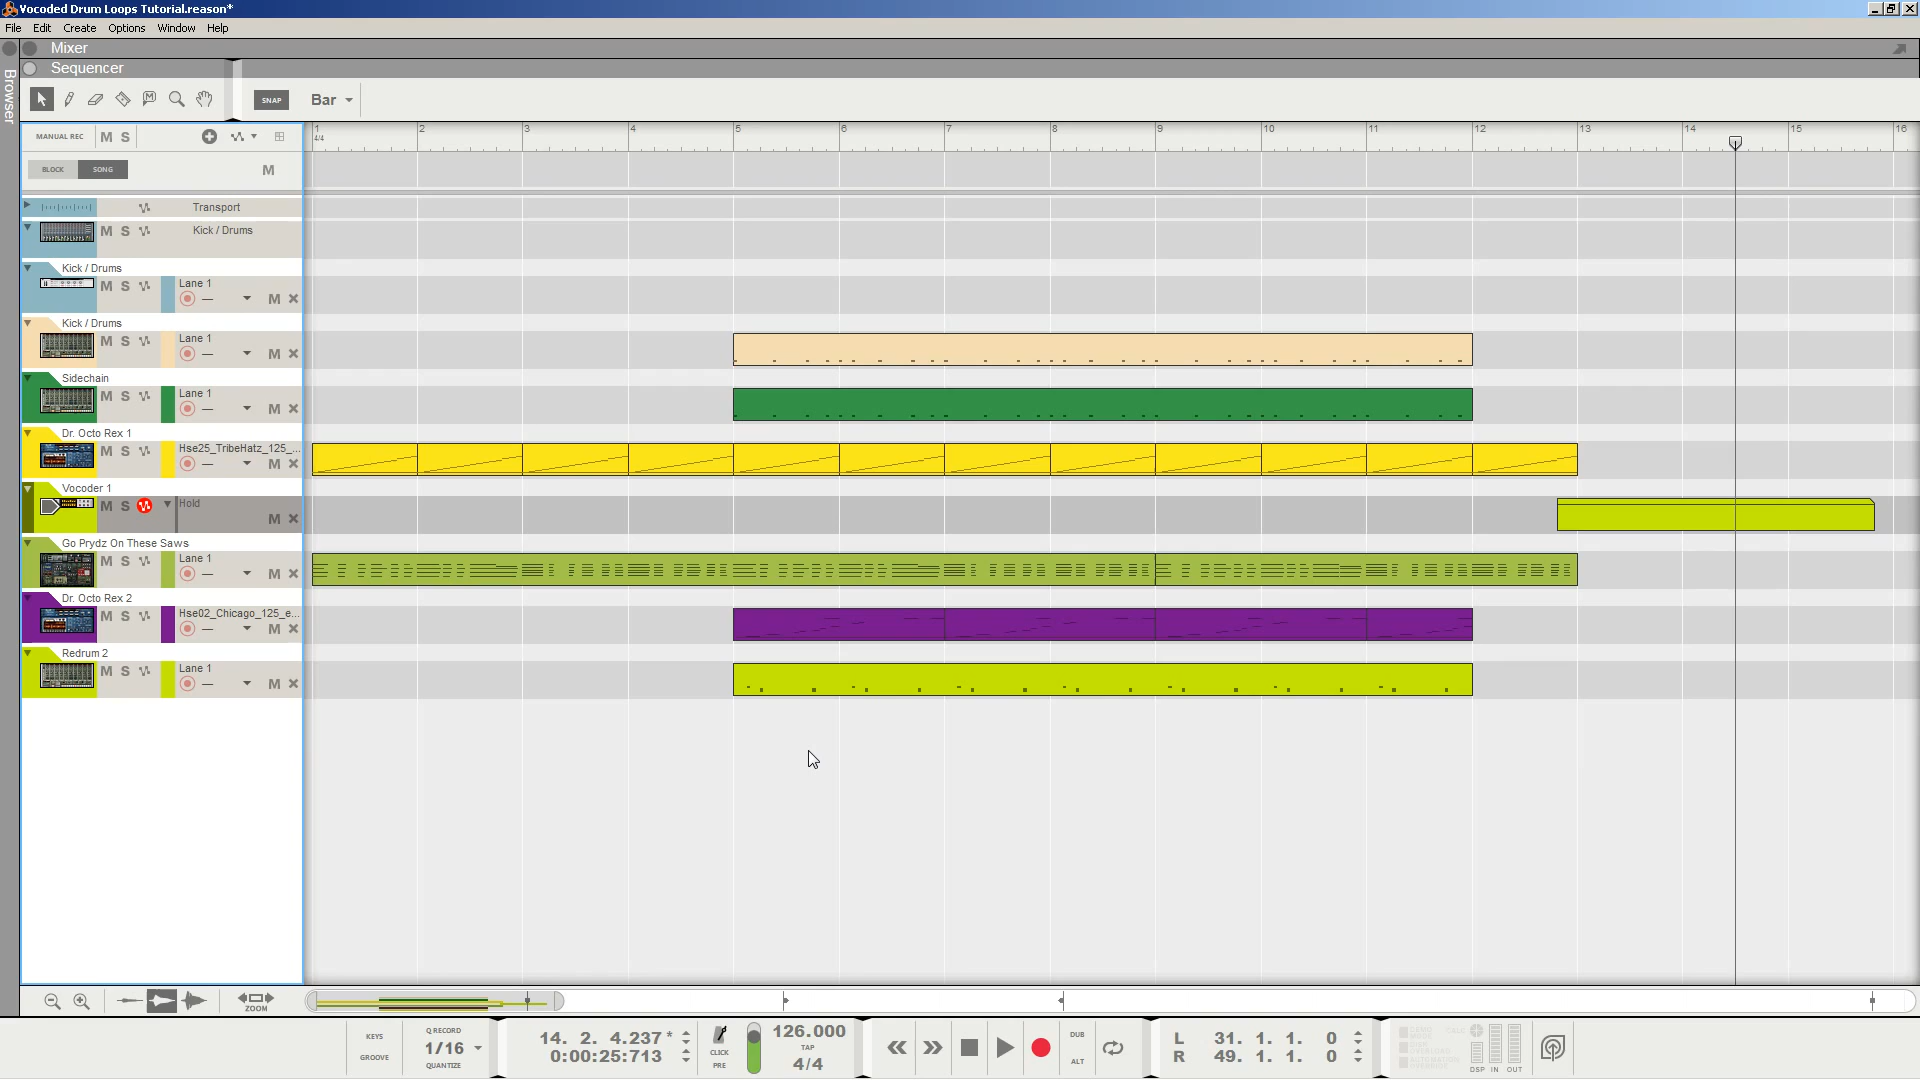 Vocoded Drum Loops Tutorial.reason*
File Edit Create Options Window Help
Mixer
Sequencer
Browser
SNAP Bar
MANUAL REC M S
1 2 3 4 5 6 7 8 9 10 11 12 13 14 15 16
4/4
BLOCK SONG M
Transport
M S Kick / Drums
Kick / Drums
M S Lane 1
— M
Kick / Drums
M S Lane 1
— M
Sidechain
M S Lane 1
— M
Dr. Octo Rex 1
M S Hse25_TribeHatz_125_...
— M
Vocoder 1
M S Hold
M
Go Prydz On These Saws
M S Lane 1
— M
Dr. Octo Rex 2
M S Hse02_Chicago_125_e...
— M
Redrum 2
M S Lane 1
— M
ZOOM
KEYS
GROOVE
Q RECORD
1/16
QUANTIZE
14. 2. 4.237 *
0:00:25:713
CLICK
PRE
126.000
TAP
4/4
DUB
ALT
L 31. 1. 1. 0
R 49. 1. 1. 0
DSP IN OUT